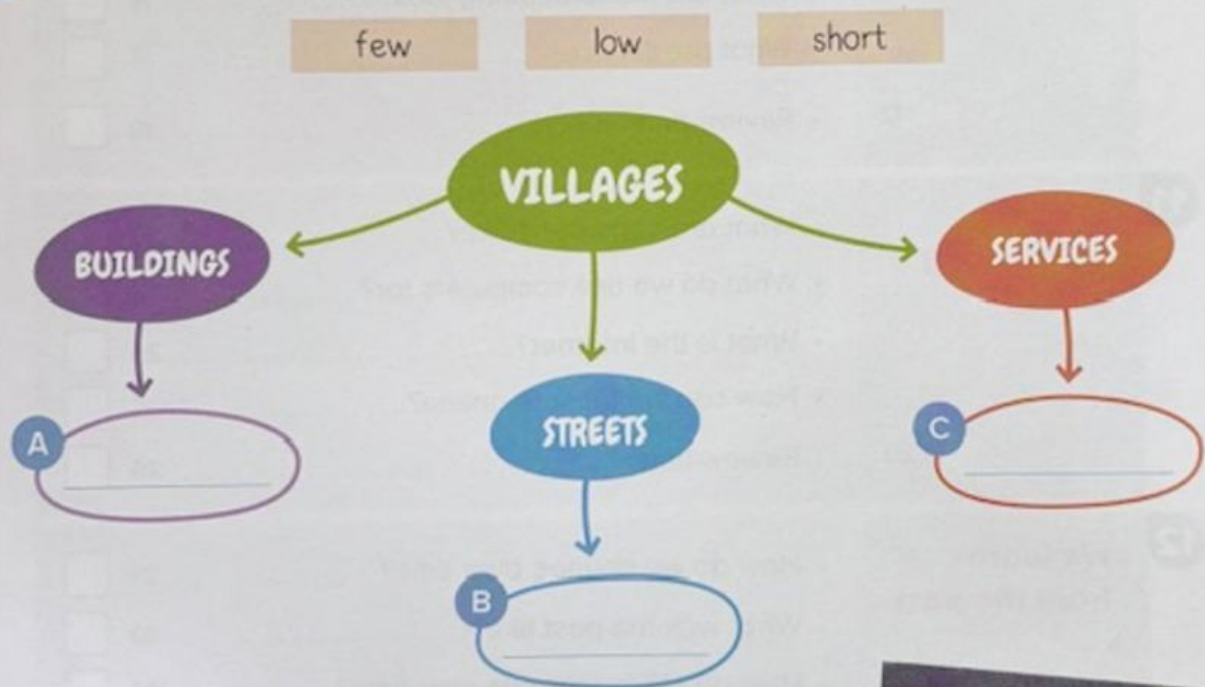 few low short
VILLAGES
BUILDINGS
SERVICES
STREETS
A
C
B